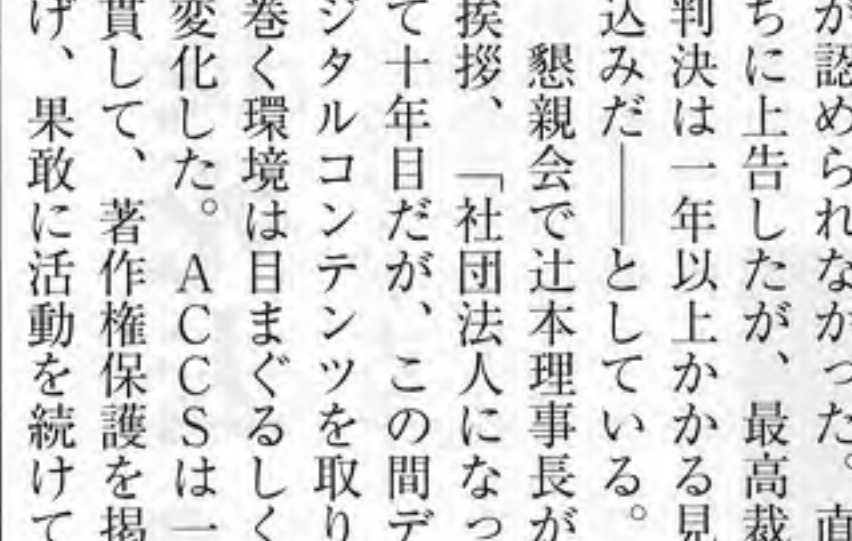 が認められなかった。直
ちに上告したが、最高裁
判決は一年以上かかる見
込みだ――としている。
懇親会で辻本理事長が
挨拶、「社団法人になっ
て十年目だが、この間デ
ジタルコンテンツを取り
巻く環境は目まぐるしく
変化した。ACCSは一
貫して、著作権保護を掲
げ、果敢に活動を続けて